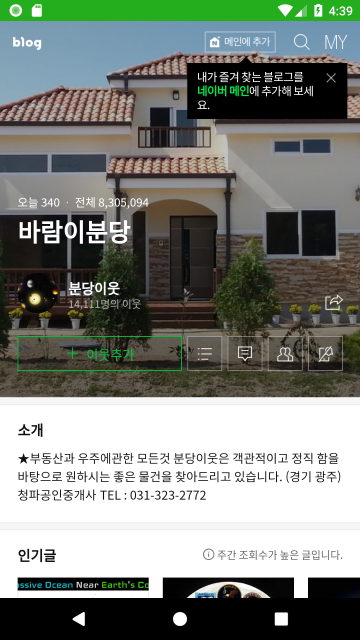 4:39
blog
메인에 추가
MY
내가 즐겨 찾는 블로그를
네이버 메인에 추가해 보세
요.
오늘 340 · 전체 8,305,094
바람이분당
분당이웃
14,111명의 이웃
+ 이웃추가
소개
★부동산과 우주에관한 모든것 분당이웃은 객관적이고 정직 함을
바탕으로 원하시는 좋은 물건을 찾아드리고 있습니다. (경기 광주)
청파공인중개사 TEL : 031-323-2772
인기글
주간 조회수가 높은 글입니다.
ssive Ocean Near Earth's Co